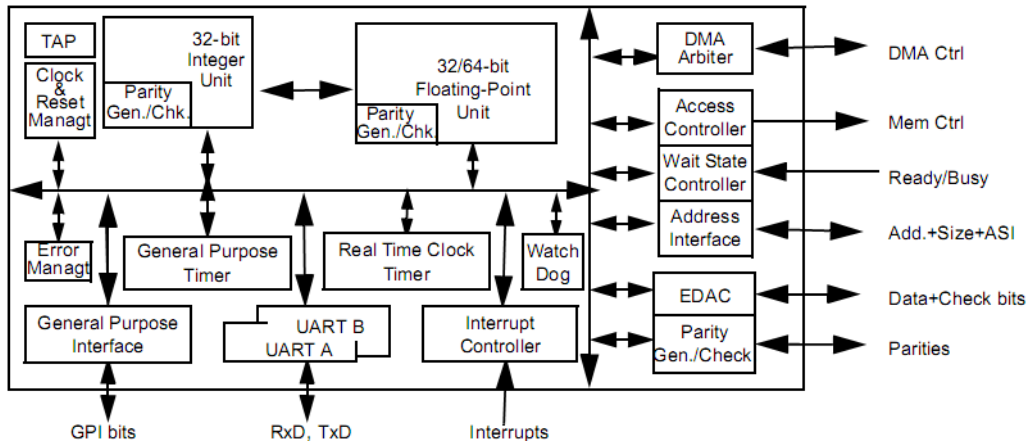 TAP
Clock
&
Reset
Managt
32-bit
Integer
Unit
Parity
Gen./Chk.
32/64-bit
Floating-Point
Unit
Parity
Gen./Chk.
DMA
Arbiter
DMA Ctrl
Access
Controller
Mem Ctrl
Wait State
Controller
Ready/Busy
Address
Interface
Add.+Size+ASI
Error
Managt
General Purpose
Timer
Real Time Clock
Timer
Watch
Dog
EDAC
Data+Check bits
General Purpose
Interface
UART B
UART A
Interrupt
Controller
Parity
Gen./Check
Parities
GPI bits
RxD, TxD
Interrupts